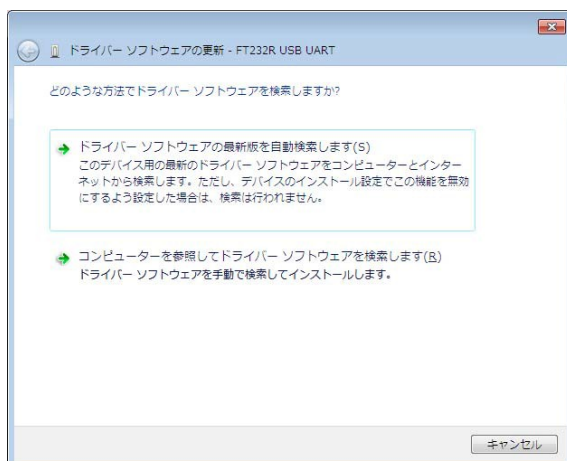 ドライバー ソフトウェアの更新 - FT232R USB UART
どのような方法でドライバー ソフトウェアを検索しますか?
ドライバー ソフトウェアの最新版を自動検索します(S)
このデバイス用の最新のドライバー ソフトウェアをコンピューターとインター
ネットから検索します。ただし、デバイスのインストール設定でこの機能を無効
にするよう設定した場合は、検索は行われません。
コンピューターを参照してドライバー ソフトウェアを検索します(R)
ドライバー ソフトウェアを手動で検索してインストールします。
キャンセル